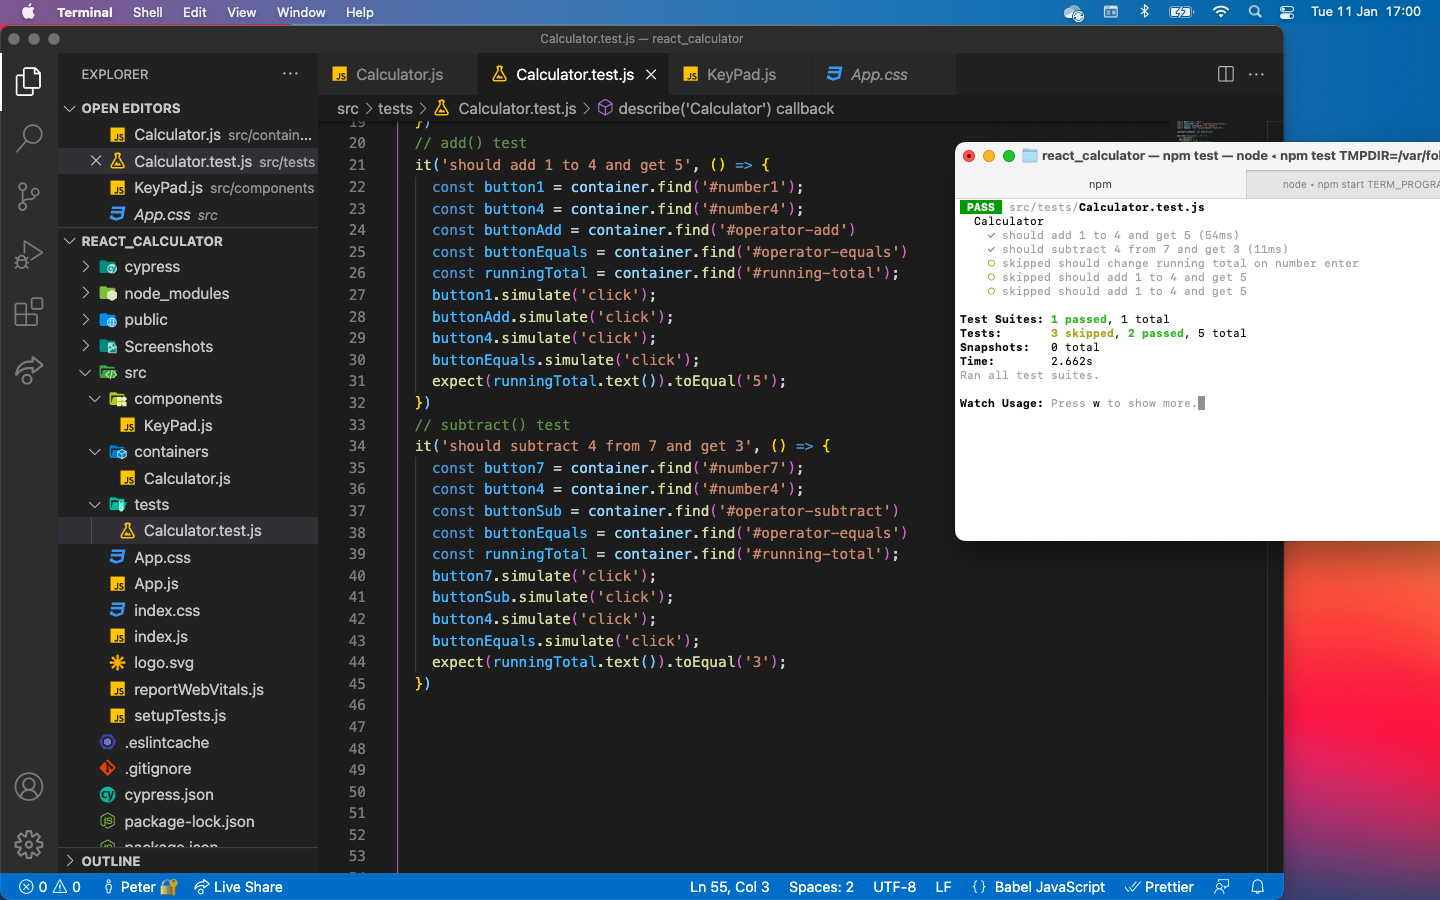 Terminal Shell Edit View Window Help Tue 11 Jan 17:00
Calculator.test.js — react_calculator
EXPLORER
OPEN EDITORS
Calculator.js src/contain...
Calculator.test.js src/tests
KeyPad.js src/components
App.css src
REACT_CALCULATOR
cypress
node_modules
public
Screenshots
src
components
KeyPad.js
containers
Calculator.js
tests
Calculator.test.js
App.css
App.js
index.css
index.js
logo.svg
reportWebVitals.js
setupTests.js
.eslintcache
.gitignore
cypress.json
package-lock.json
package.json
OUTLINE
Calculator.js Calculator.test.js KeyPad.js App.css
src > tests > Calculator.test.js > describe('Calculator') callback
19 })
20 // add() test
21 it('should add 1 to 4 and get 5', () => {
22 const button1 = container.find('#number1');
23 const button4 = container.find('#number4');
24 const buttonAdd = container.find('#operator-add')
25 const buttonEquals = container.find('#operator-equals')
26 const runningTotal = container.find('#running-total');
27 button1.simulate('click');
28 buttonAdd.simulate('click');
29 button4.simulate('click');
30 buttonEquals.simulate('click');
31 expect(runningTotal.text()).toEqual('5');
32 })
33 // subtract() test
34 it('should subtract 4 from 7 and get 3', () => {
35 const button7 = container.find('#number7');
36 const button4 = container.find('#number4');
37 const buttonSub = container.find('#operator-subtract')
38 const buttonEquals = container.find('#operator-equals')
39 const runningTotal = container.find('#running-total');
40 button7.simulate('click');
41 buttonSub.simulate('click');
42 button4.simulate('click');
43 buttonEquals.simulate('click');
44 expect(runningTotal.text()).toEqual('3');
45 })
46
47
48
49
50
51
52
53
react_calculator — npm test — node ◂ npm test TMPDIR=/var/fol
npm node ◂ npm start TERM_PROGRA
PASS src/tests/Calculator.test.js
Calculator
✓ should add 1 to 4 and get 5 (54ms)
✓ should subtract 4 from 7 and get 3 (11ms)
○ skipped should change running total on number enter
○ skipped should add 1 to 4 and get 5
○ skipped should add 1 to 4 and get 5
Test Suites: 1 passed, 1 total
Tests: 3 skipped, 2 passed, 5 total
Snapshots: 0 total
Time: 2.662s
Ran all test suites.
Watch Usage: Press w to show more.
0 0 Peter Live Share Ln 55, Col 3 Spaces: 2 UTF-8 LF {} Babel JavaScript Prettier